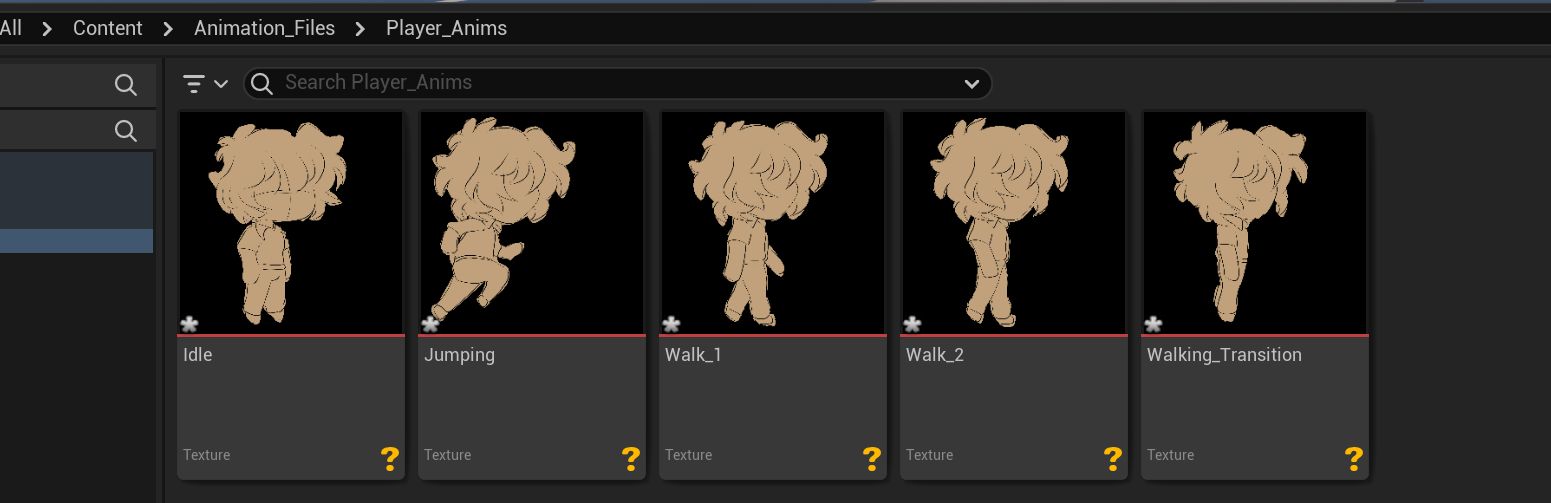 All > Content > Animation_Files > Player_Anims
Search Player_Anims
Idle
Jumping
Walk_1
Walk_2
Walking_Transition
Texture ?
Texture ?
Texture ?
Texture ?
Texture ?